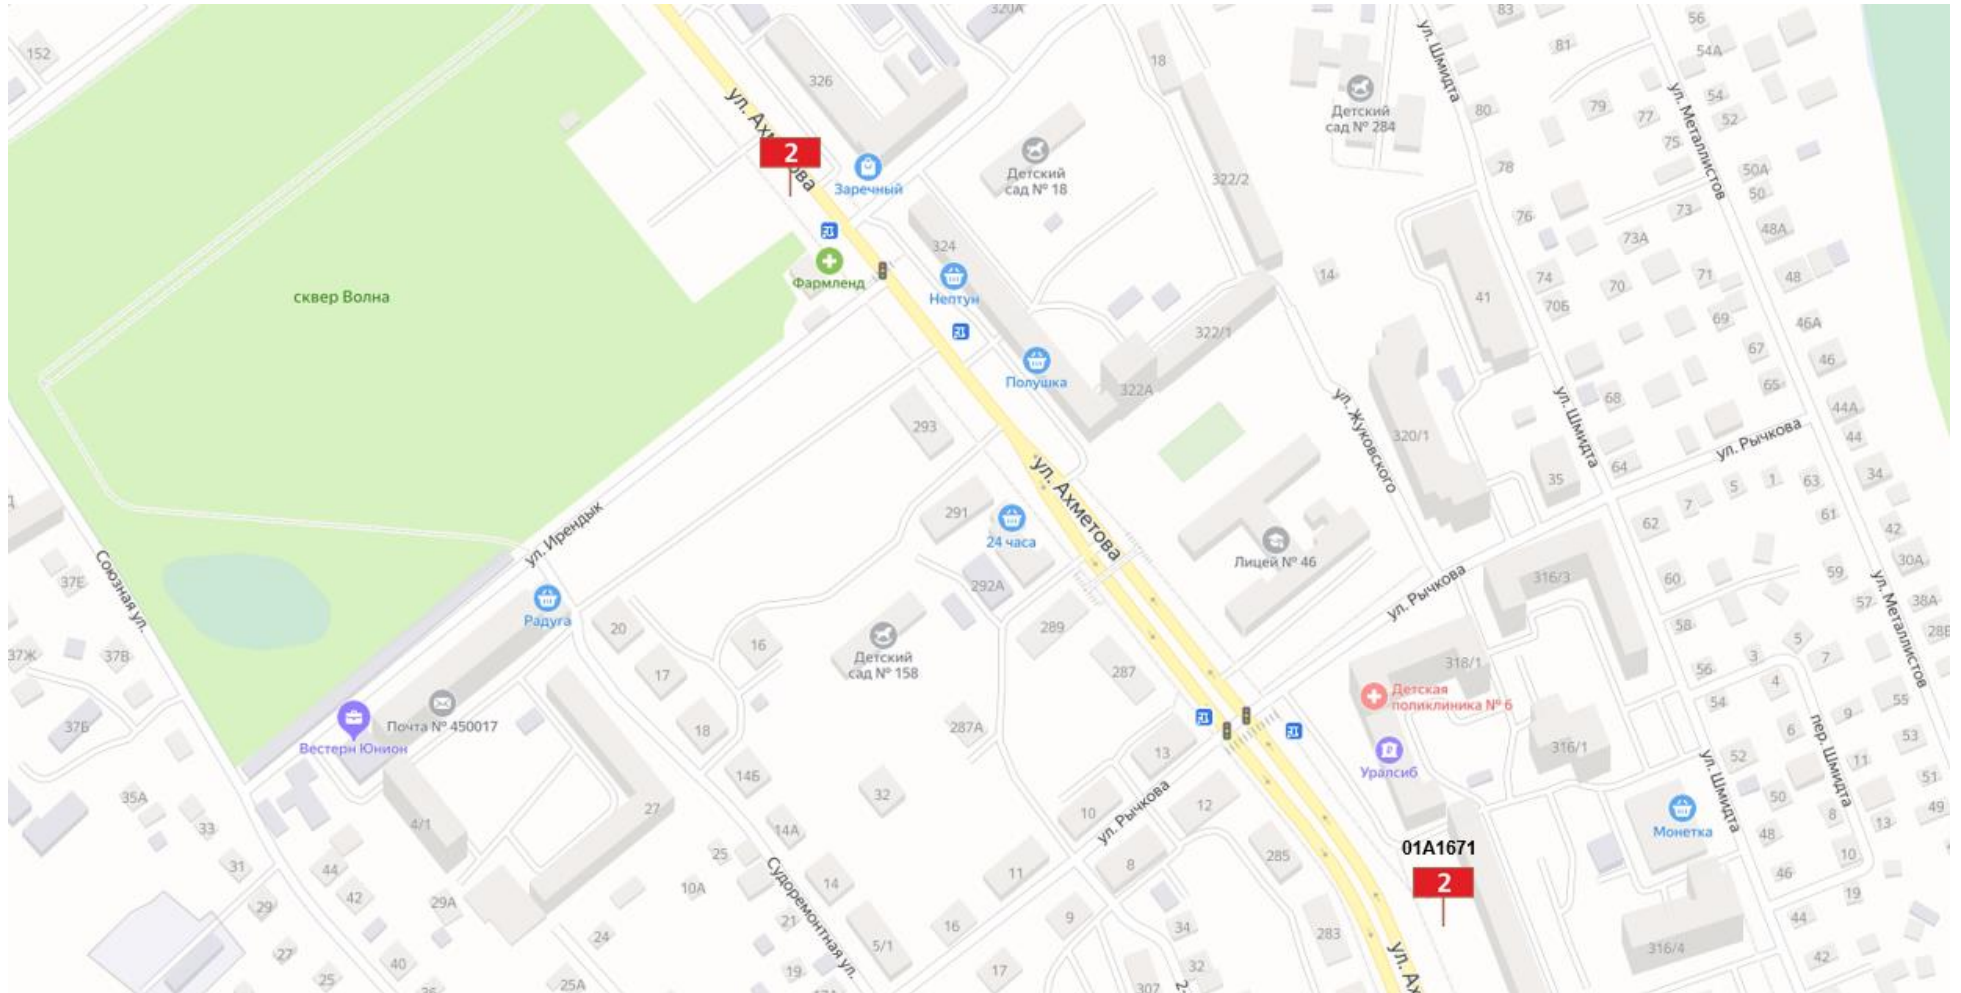 152
320А
18
326
ул. Ахметова
2
Заречный
Детский
сад № 18
322/2
Детский
сад № 284
ул. Шмидта
83
81
80
79
78
77
75
76
ул. Металлистов
56
54А
54
52
50А
50
48А
73
73А
74
70Б
70
71
48
46А
69
67
65
46
44А
44
сквер Волна
Фармленд
324
Нептун
Полушка
322А
322/1
14
41
320/1
ул. Жуковского
ул. Шмидта
68
64
35
ул. Рычкова
293
291
24 часа
292А
289
287
287А
ул. Ахметова
Лицей № 46
ул. Рычкова
316/3
62
7
5
1
63
61
34
42
30А
59
57
38А
60
58
56
54
3
5
7
4
6
9
55
53
11
51
49
ул. Металлистов
Союзная ул.
37Е
37Ж
37В
37Б
35А
33
31
29
27
25
ул. Ирендык
Радуга
Почта № 450017
Вестерн Юнион
20
17
16
18
14Б
14А
14
Детский
сад № 158
32
27
4/1
44
42
29А
40
24
25А
25
10А
21
19
Судоремонтная ул.
5/1
16
17
11
10
13
12
8
9
34
32
307
ул. Рычкова
285
283
318/1
Детская
поликлиника № 6
Уралсиб
316/1
Монетка
316/4
ул. Шмидта
пер. Шмидта
52
50
48
46
44
42
8
10
13
19
01А1671
2
ул. Ах